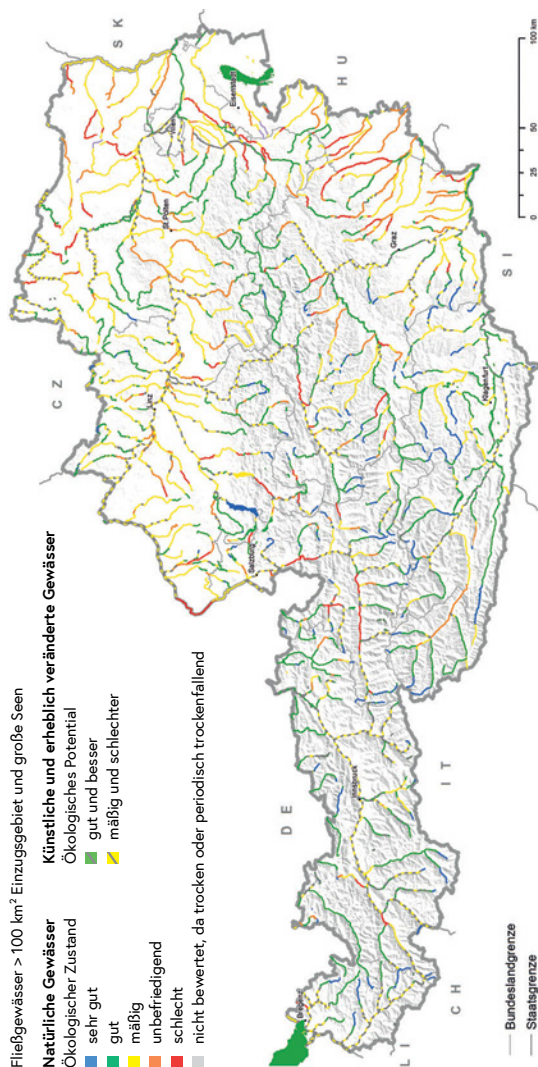 Fließgewässer > 100 km² Einzugsgebiet und große Seen
Natürliche Gewässer
Ökologischer Zustand
sehr gut
gut
mäßig
unbefriedigend
schlecht
nicht bewertet, da trocken oder periodisch trockenfallend
Künstliche und erheblich veränderte Gewässer
Ökologisches Potential
gut und besser
mäßig und schlechter
CZ
SK
DE
HU
LI
CH
IT
SI
Linz
St.Pölten
Wien
Eisenstadt
Salzburg
Bregenz
Innsbruck
Klagenfurt
Graz
Bundeslandgrenze
Staatsgrenze
0 25 50 100 km